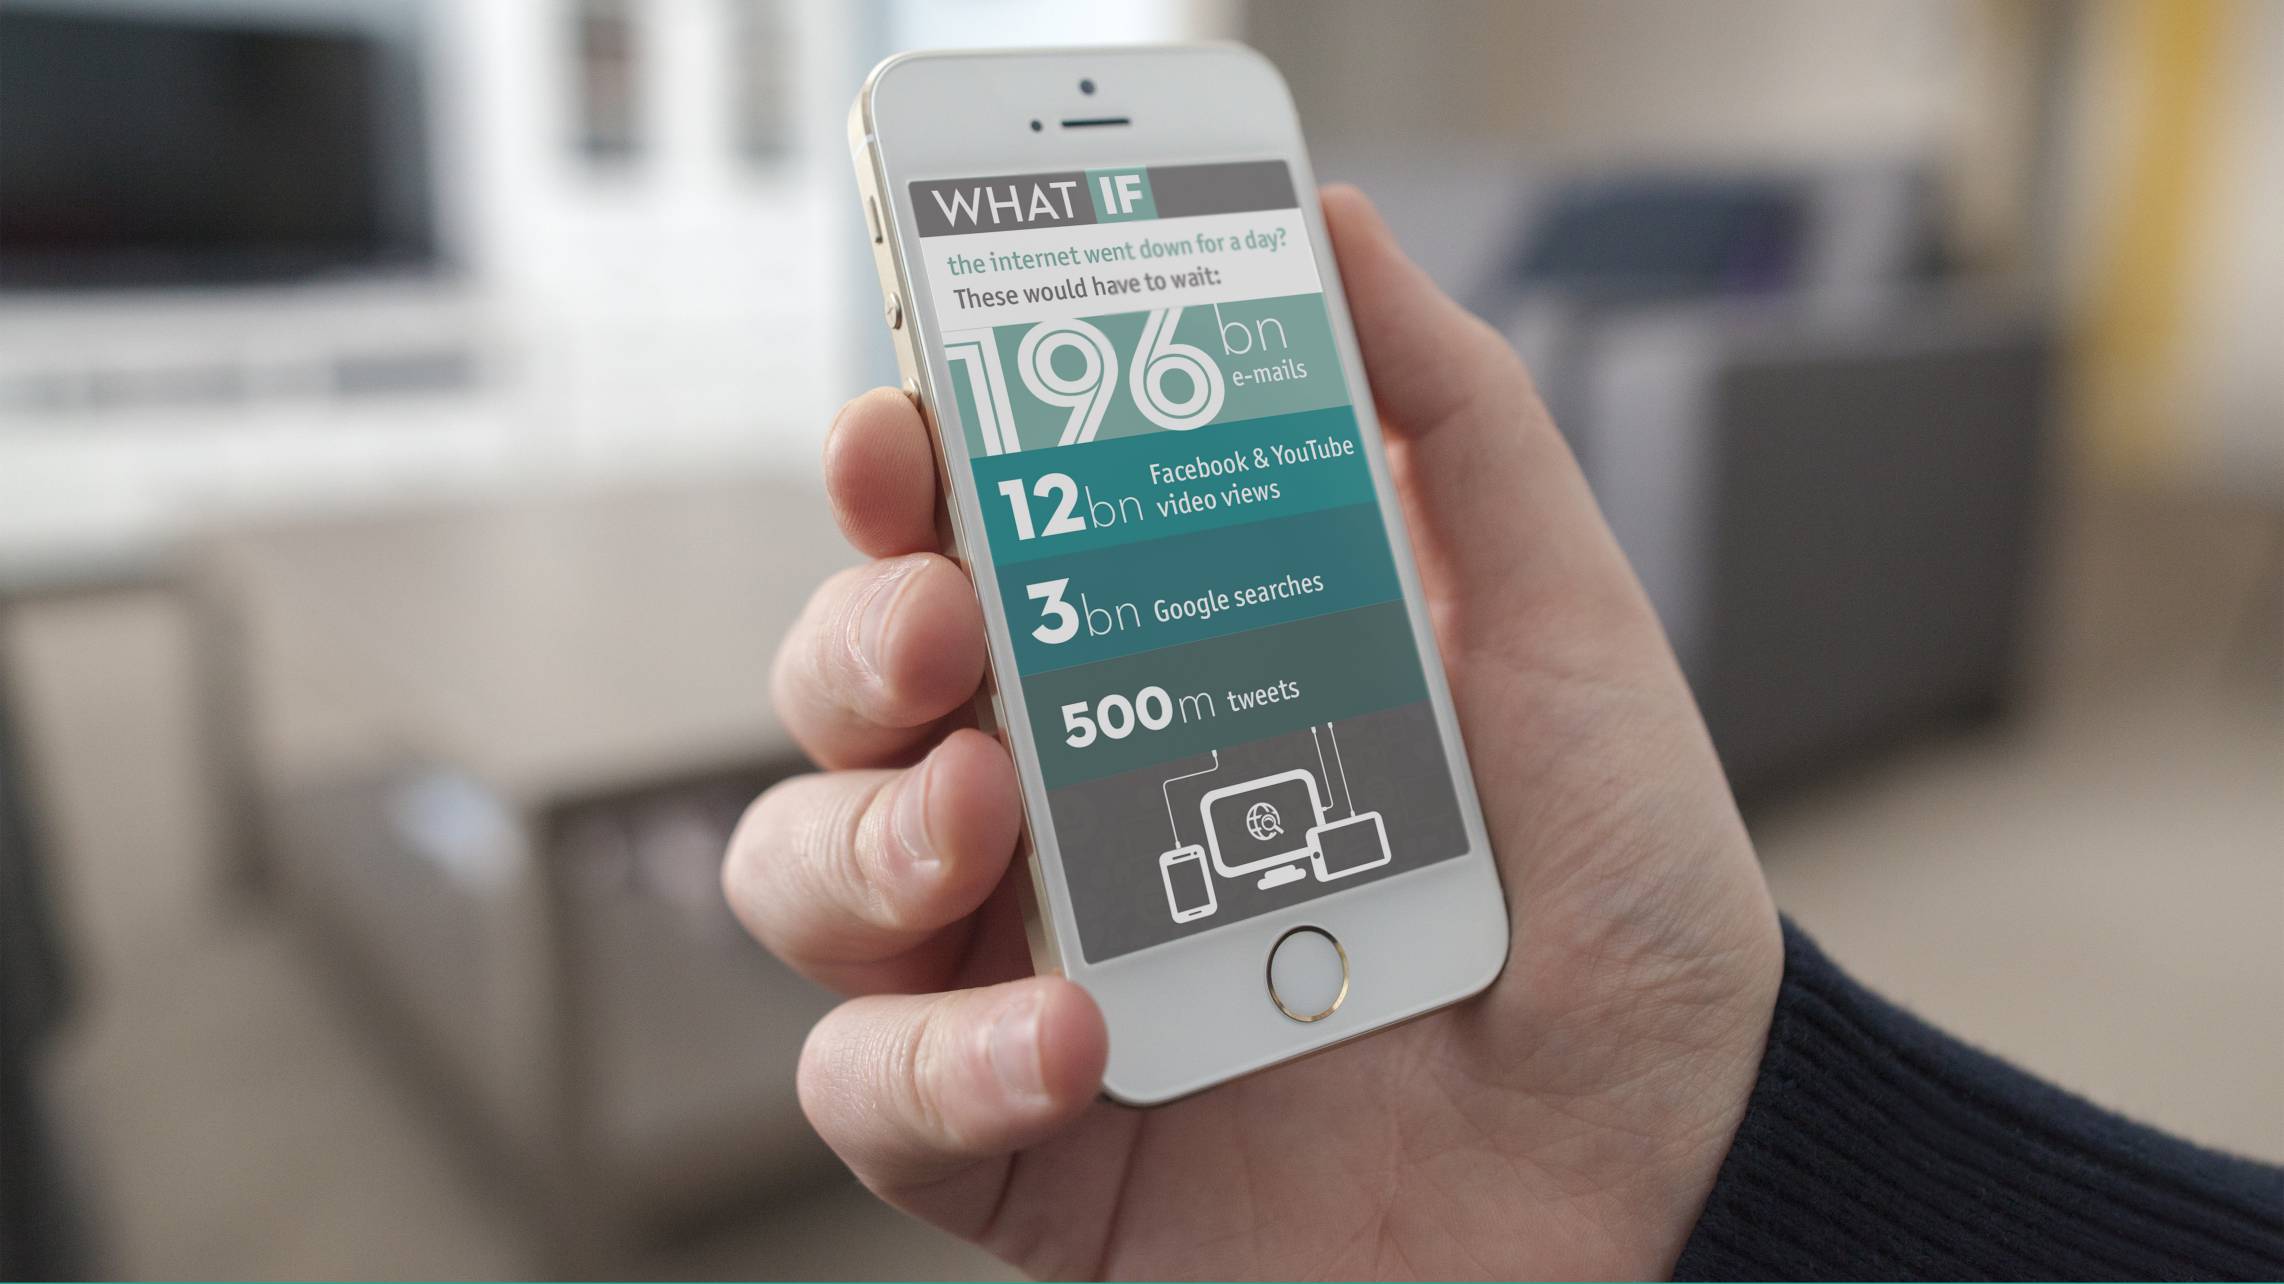 WHAT IF
the internet went down for a day?
These would have to wait:
196bn
e-mails
12bn Facebook & YouTube
video views
3bn Google searches
500m tweets